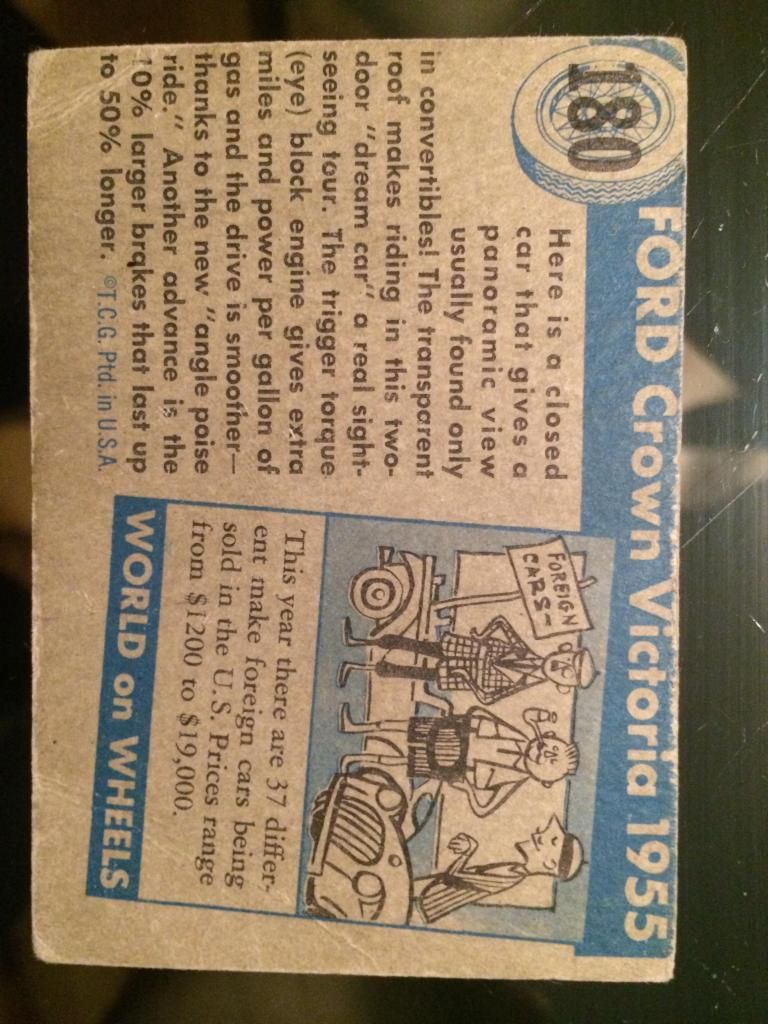 180
FORD Crown Victoria 1955
Here is a closed
car that gives a
panoramic view
usually found only
in convertibles! The transparent
roof makes riding in this two-
door "dream car" a real sight-
seeing tour. The trigger torque
(eye) block engine gives extra
miles and power per gallon of
gas and the drive is smoother—
thanks to the new "angle poise
ride." Another advance is the
10% larger brakes that last up
to 50% longer. ©T.C.G. Ptd. in U.S.A.
FOREIGN
CARS-
This year there are 37 differ-
ent make foreign cars being
sold in the U.S. Prices range
from $1200 to $19,000.
WORLD on WHEELS